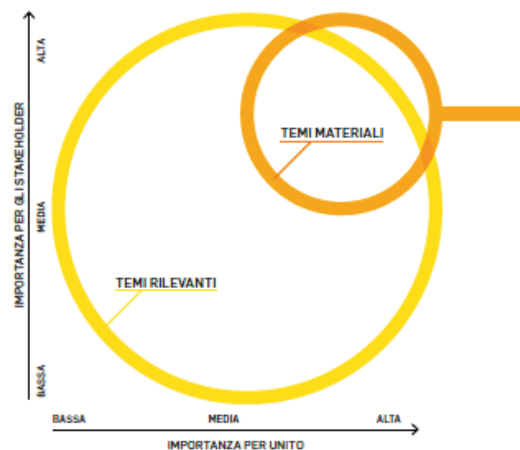 ALTA
IMPORTANZA PER GLI STAKEHOLDER
MEDIA
BASSA
TEMI MATERIALI
TEMI RILEVANTI
BASSA
MEDIA
ALTA
IMPORTANZA PER UNITO